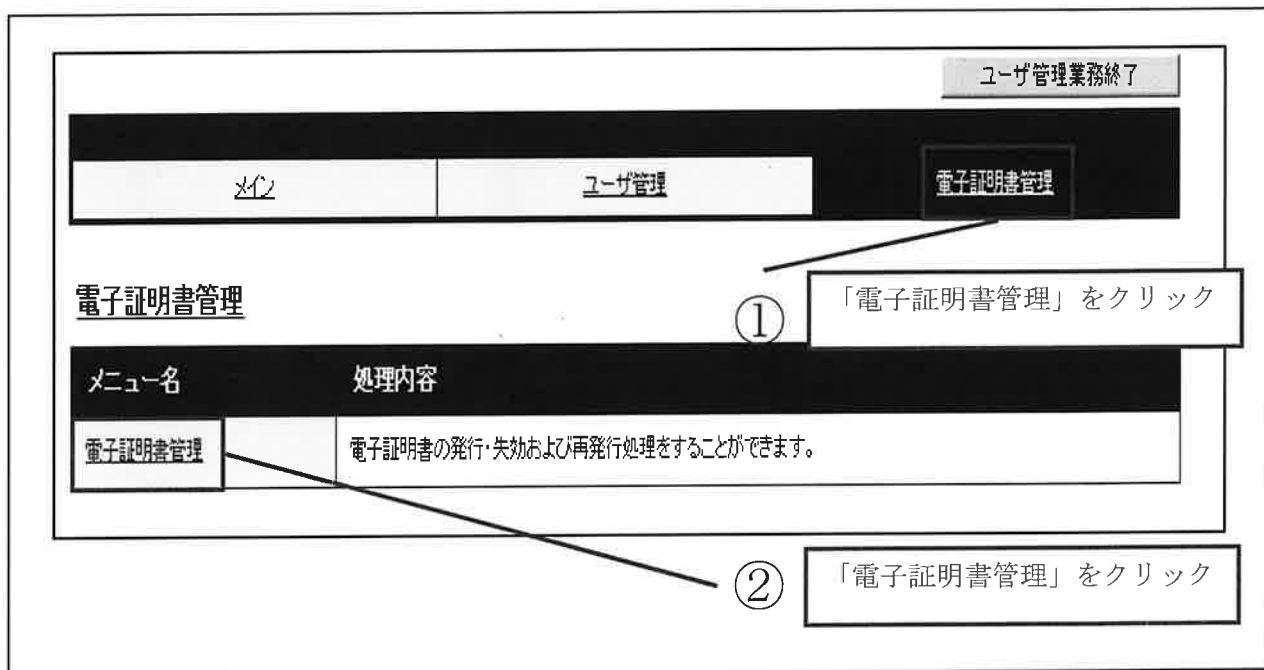 ユーザ管理業務終了
メイン
ユーザ管理
電子証明書管理
電子証明書管理
①
「電子証明書管理」をクリック
メニュー名
処理内容
電子証明書管理
電子証明書の発行・失効および再発行処理をすることができます。
②
「電子証明書管理」をクリック